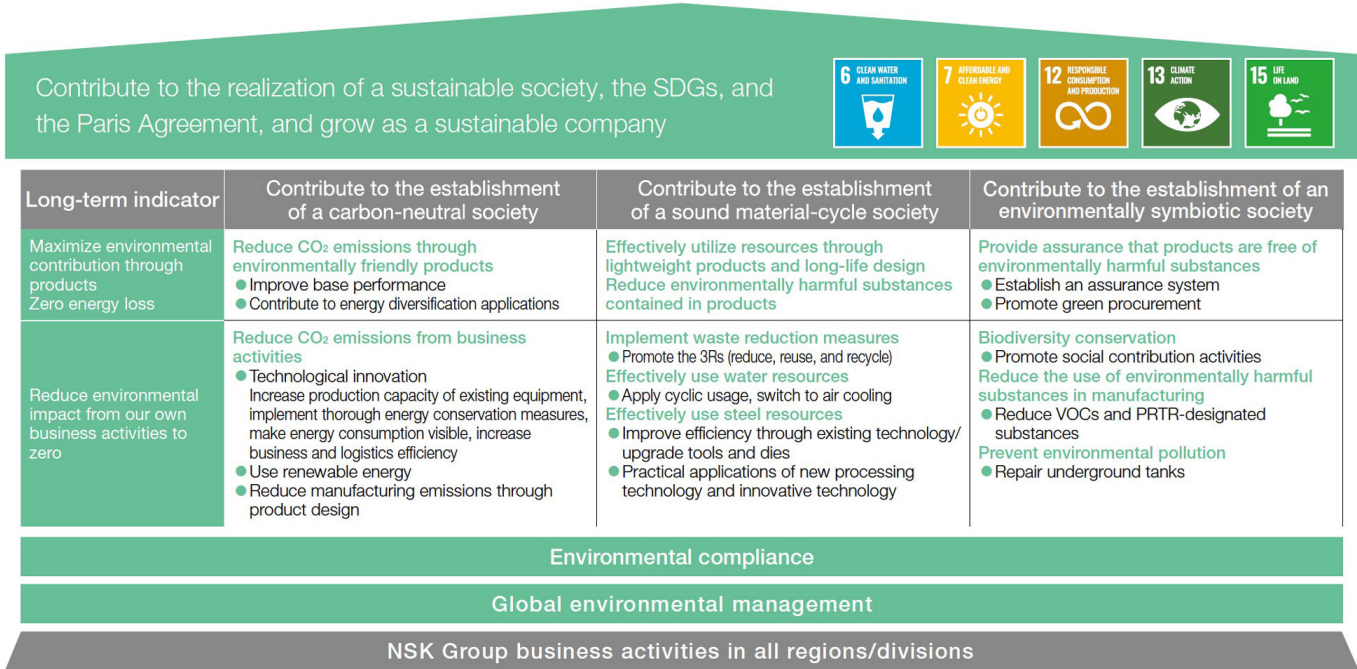 Contribute to the realization of a sustainable society, the SDGs, and
the Paris Agreement, and grow as a sustainable company
6 CLEAN WATER
AND SANITATION
7 AFFORDABLE AND
CLEAN ENERGY
12 RESPONSIBLE
CONSUMPTION
AND PRODUCTION
13 CLIMATE
ACTION
15 LIFE
ON LAND
Long-term indicator
Contribute to the establishment
of a carbon-neutral society
Contribute to the establishment
of a sound material-cycle society
Contribute to the establishment of an
environmentally symbiotic society
Maximize environmental
contribution through
products
Zero energy loss
Reduce CO₂ emissions through
environmentally friendly products
● Improve base performance
● Contribute to energy diversification applications
Effectively utilize resources through
lightweight products and long-life design
Reduce environmentally harmful substances
contained in products
Provide assurance that products are free of
environmentally harmful substances
● Establish an assurance system
● Promote green procurement
Reduce environmental
impact from our own
business activities to
zero
Reduce CO₂ emissions from business
activities
● Technological innovation
Increase production capacity of existing equipment,
implement thorough energy conservation measures,
make energy consumption visible, increase
business and logistics efficiency
● Use renewable energy
● Reduce manufacturing emissions through
product design
Implement waste reduction measures
● Promote the 3Rs (reduce, reuse, and recycle)
Effectively use water resources
● Apply cyclic usage, switch to air cooling
Effectively use steel resources
● Improve efficiency through existing technology/
upgrade tools and dies
● Practical applications of new processing
technology and innovative technology
Biodiversity conservation
● Promote social contribution activities
Reduce the use of environmentally harmful
substances in manufacturing
● Reduce VOCs and PRTR-designated
substances
Prevent environmental pollution
● Repair underground tanks
Environmental compliance
Global environmental management
NSK Group business activities in all regions/divisions